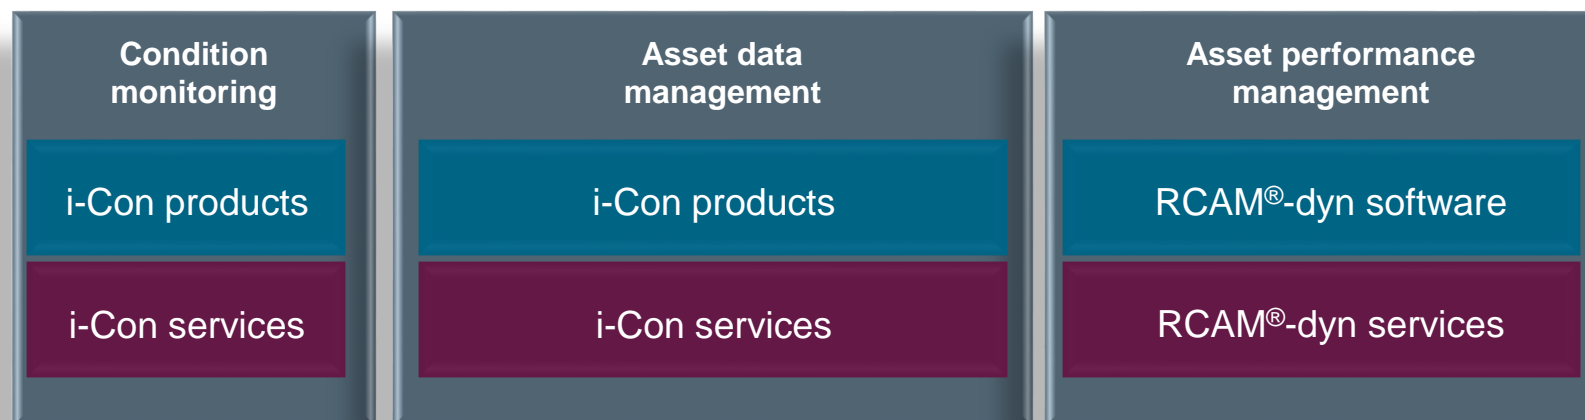 Condition
monitoring
i-Con products
i-Con services
Asset data
management
i-Con products
i-Con services
Asset performance
management
RCAM®-dyn software
RCAM®-dyn services